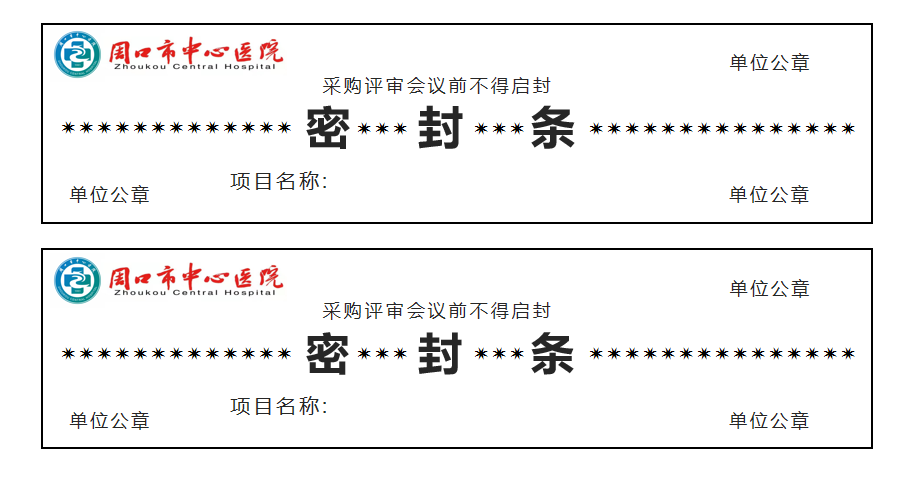 周口市中心医院
Zhoukou Central Hospital
单位公章
采购评审会议前不得启封
************* 密 *** 封 *** 条 ***************
项目名称:
单位公章 单位公章
周口市中心医院
Zhoukou Central Hospital
单位公章
采购评审会议前不得启封
************* 密 *** 封 *** 条 ***************
项目名称:
单位公章 单位公章